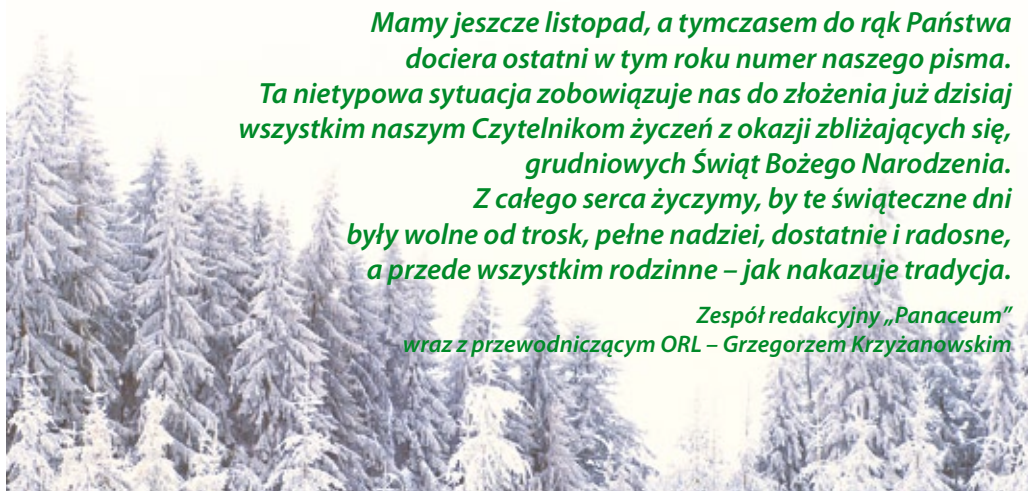 Mamy jeszcze listopad, a tymczasem do rąk Państwa
dociera ostatni w tym roku numer naszego pisma.
Ta nietypowa sytuacja zobowiązuje nas do złożenia już dzisiaj
wszystkim naszym Czytelnikom życzeń z okazji zbliżających się,
grudniowych Świąt Bożego Narodzenia.
Z całego serca życzymy, by te świąteczne dni
były wolne od trosk, pełne nadziei, dostatnie i radosne,
a przede wszystkim rodzinne – jak nakazuje tradycja.
Zespół redakcyjny „Panaceum”
wraz z przewodniczącym ORL – Grzegorzem Krzyżanowskim